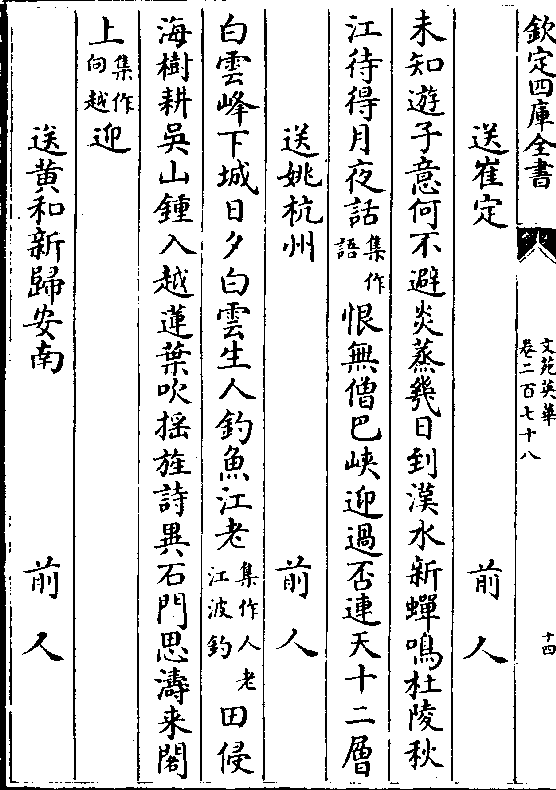 欽定四庫全書
文苑英華
卷二百七十八
十四
送崔定 前人
未知遊子意何不避炎蒸幾日到漢水新蟬鳴杜陵秋
江待得月夜話集作語恨無僧巴峽迎過否連天十二層
送姚杭州 前人
白雲峰下城日夕白雲生人釣魚江老集作人老江波釣田侵
海樹耕吳山鍾入越蓮葉吹揺旌詩異石門思濤来閣
上集作向越迎
送黄和新歸安南 前人